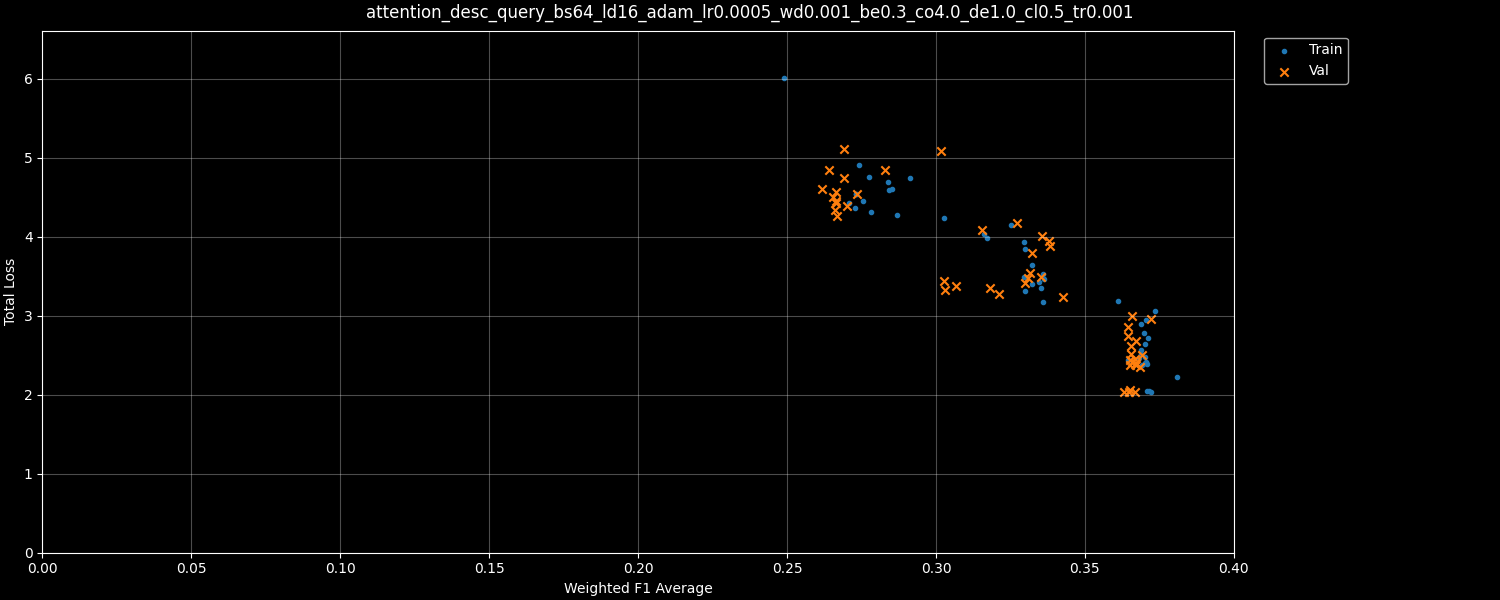 attention_desc_query_bs64_ld16_adam_lr0.0005_wd0.001_be0.3_co4.0_de1.0_cl0.5_tr0.001
Train
Val
6
5
4
3
2
1
0
Total Loss
0.00 0.05 0.10 0.15 0.20 0.25 0.30 0.35 0.40
Weighted F1 Average